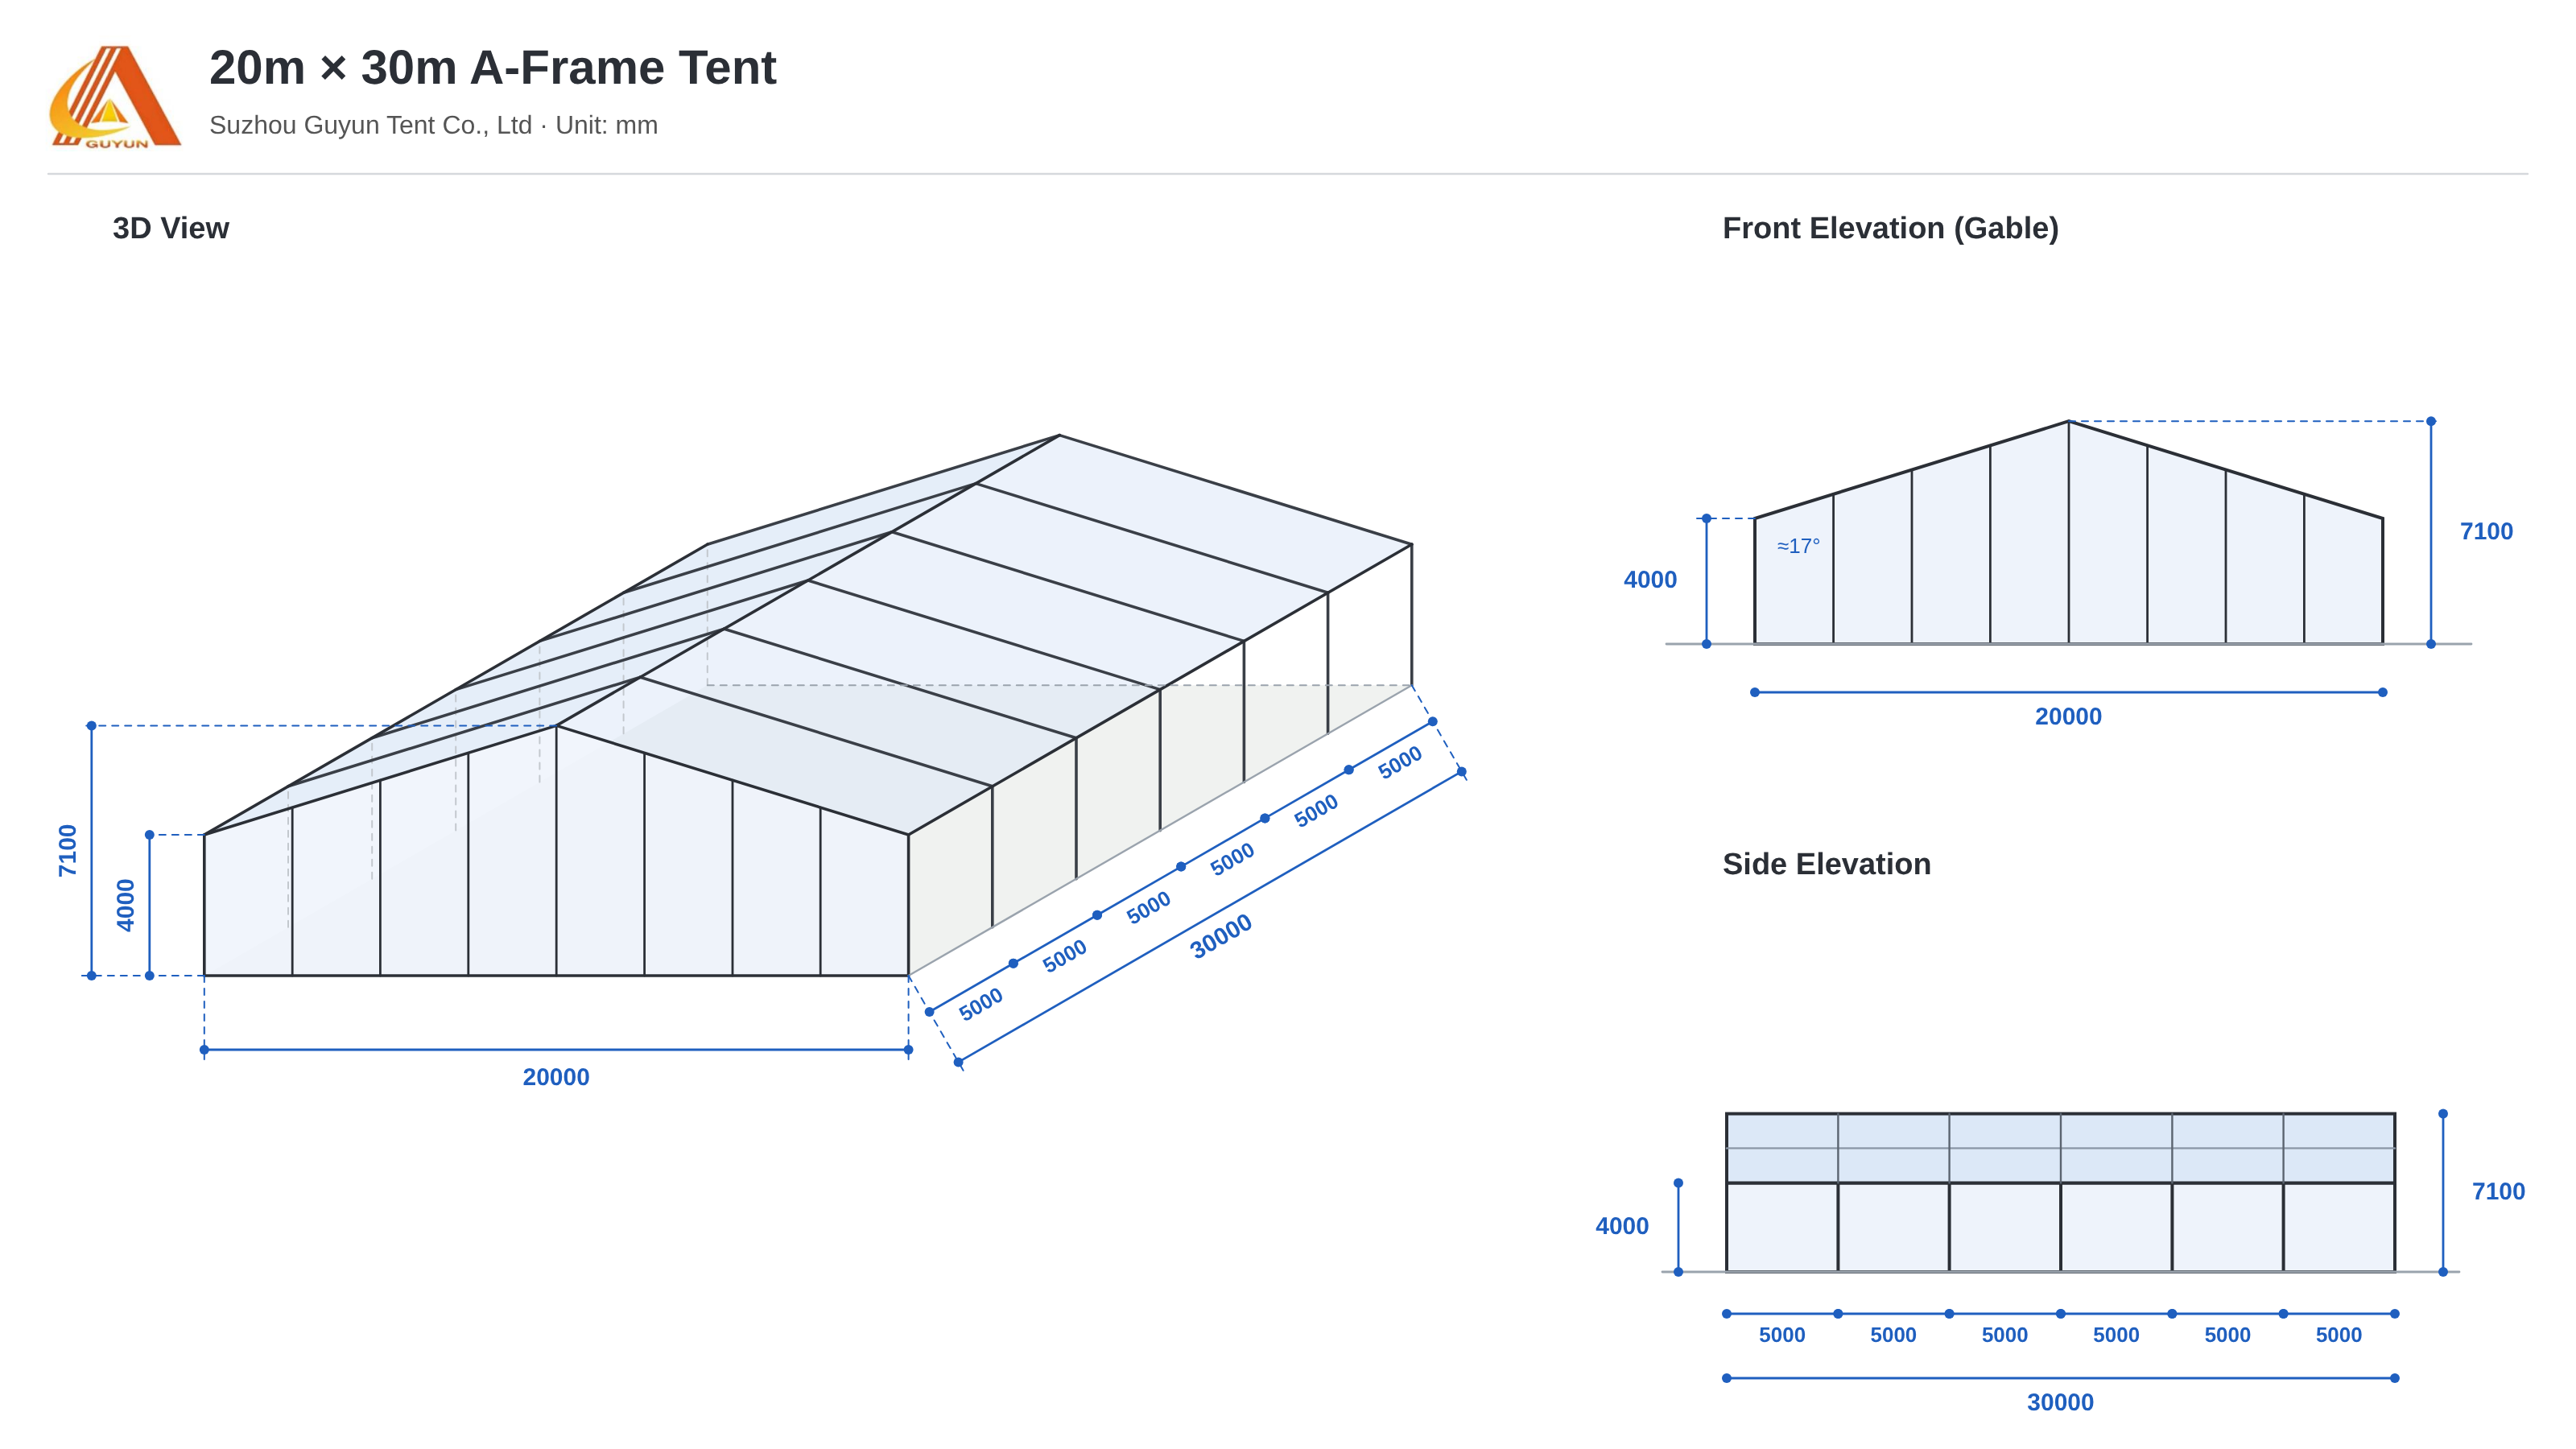 GUYUN
20m × 30m A-Frame Tent
Suzhou Guyun Tent Co., Ltd · Unit: mm
3D View
7100
4000
20000
5000
5000
5000
5000
5000
5000
30000
Front Elevation (Gable)
≈17°
4000
7100
20000
Side Elevation
4000
7100
5000 5000 5000 5000 5000 5000
30000